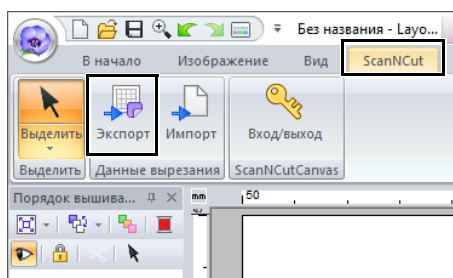 Без названия - Layo...
В начало Изображение Вид ScanNCut
Выделить Экспорт Импорт Вход/выход
Выделить Данные вырезания ScanNCutCanvas
Порядок вышива... mm 50